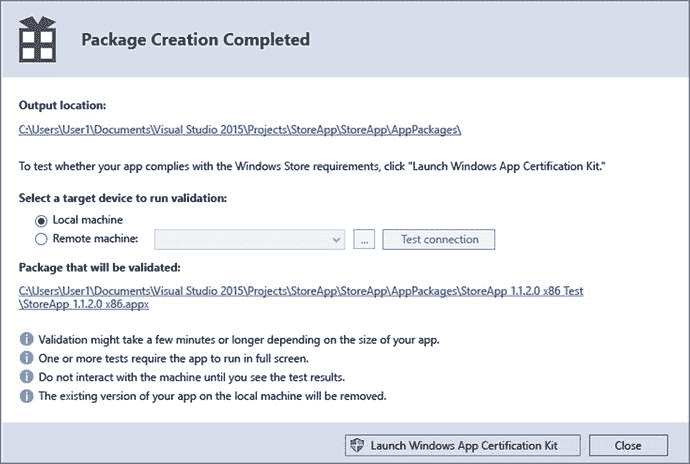 Package Creation Completed
Output location:
C:\Users\User1\Documents\Visual Studio 2015\Projects\StoreApp\StoreApp\AppPackages\
To test whether your app complies with the Windows Store requirements, click "Launch Windows App Certification Kit."
Select a target device to run validation:
Local machine
Remote machine:
... Test connection
Package that will be validated:
C:\Users\User1\Documents\Visual Studio 2015\Projects\StoreApp\StoreApp\AppPackages\StoreApp 1.1.2.0 x86 Test
\StoreApp 1.1.2.0 x86.appx
Validation might take a few minutes or longer depending on the size of your app.
One or more tests require the app to run in full screen.
Do not interact with the machine until you see the test results.
The existing version of your app on the local machine will be removed.
Launch Windows App Certification Kit Close